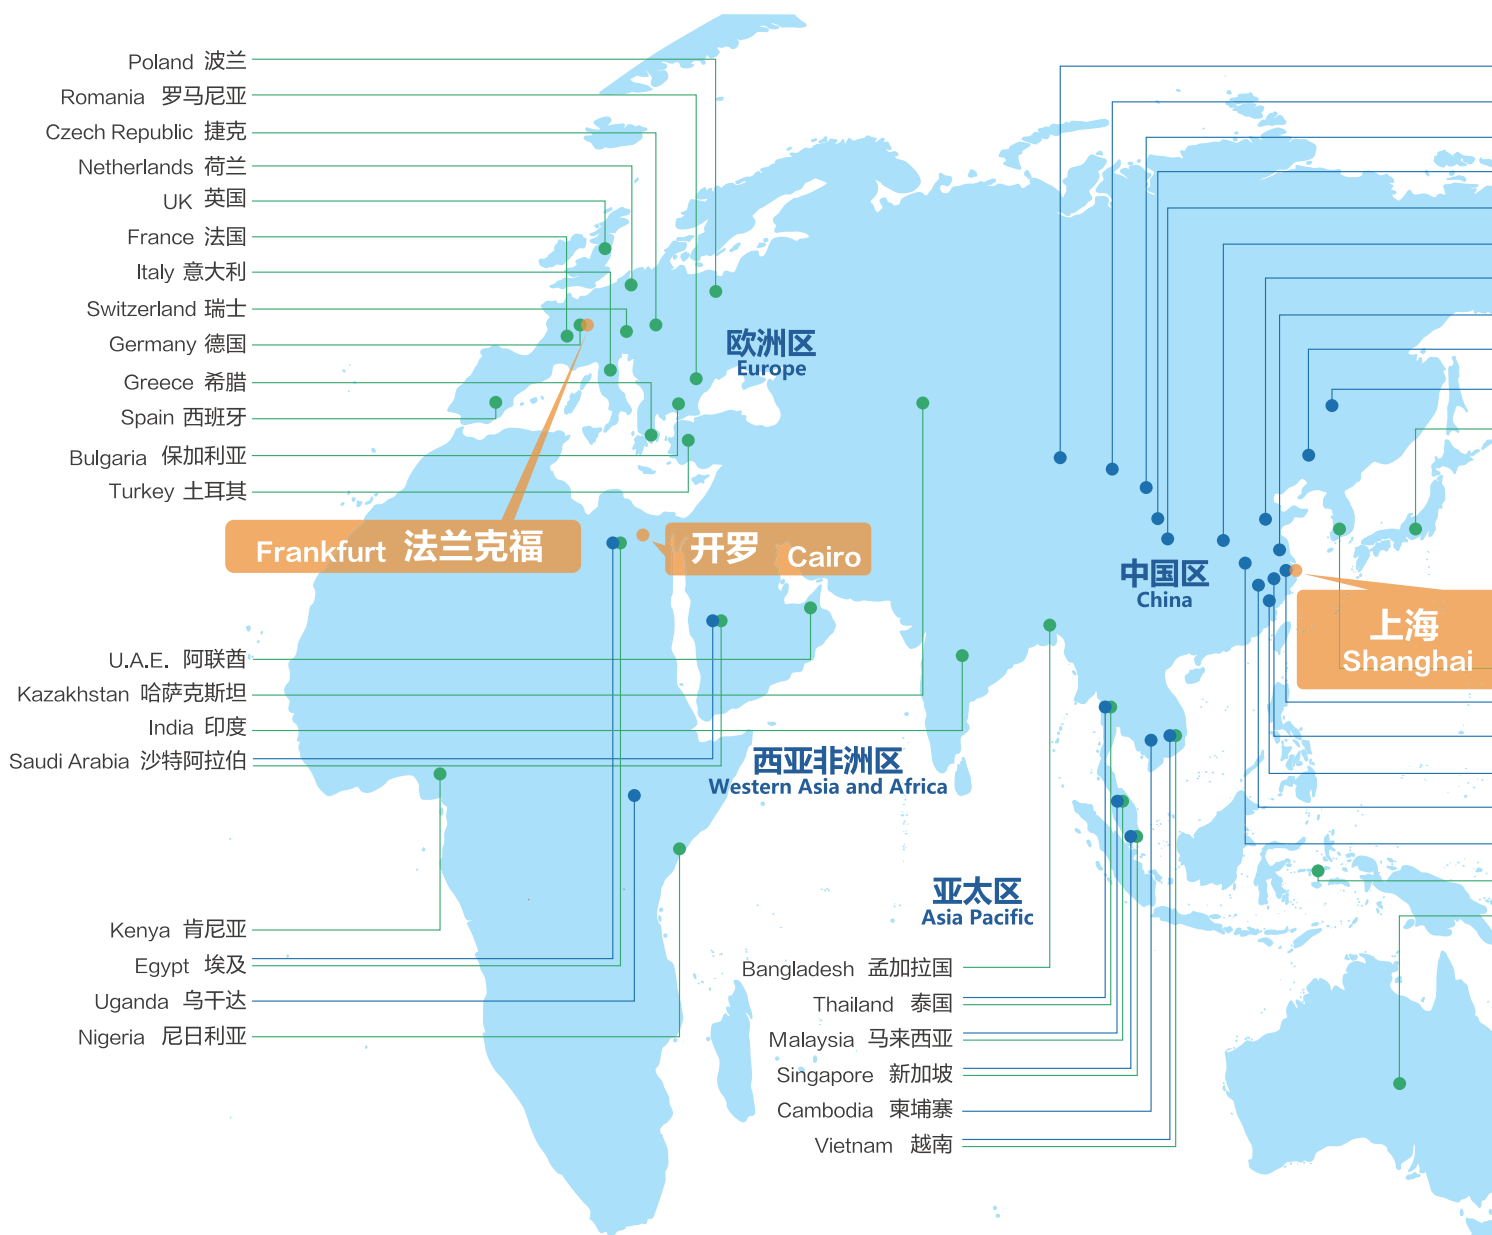 Poland 波兰
Romania 罗马尼亚
Czech Republic 捷克
Netherlands 荷兰
UK 英国
France 法国
Italy 意大利
Switzerland 瑞士
Germany 德国
Greece 希腊
Spain 西班牙
Bulgaria 保加利亚
Turkey 土耳其
欧洲区
Europe
Frankfurt 法兰克福
开罗 Cairo
中国区
China
上海
Shanghai
U.A.E. 阿联酋
Kazakhstan 哈萨克斯坦
India 印度
Saudi Arabia 沙特阿拉伯
西亚非洲区
Western Asia and Africa
亚太区
Asia Pacific
Kenya 肯尼亚
Egypt 埃及
Uganda 乌干达
Nigeria 尼日利亚
Bangladesh 孟加拉国
Thailand 泰国
Malaysia 马来西亚
Singapore 新加坡
Cambodia 柬埔寨
Vietnam 越南